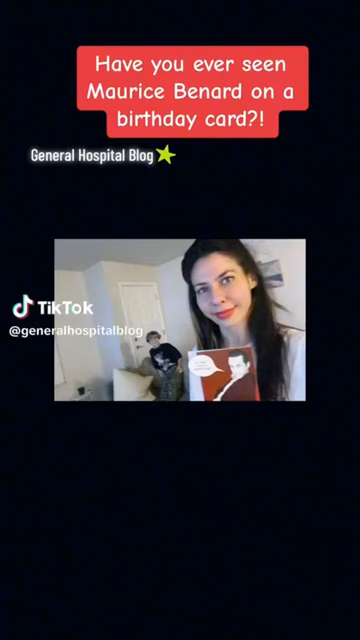 Have you ever seen
Maurice Benard on a
birthday card?!
General Hospital Blog
TikTok
@generalhospitalblog